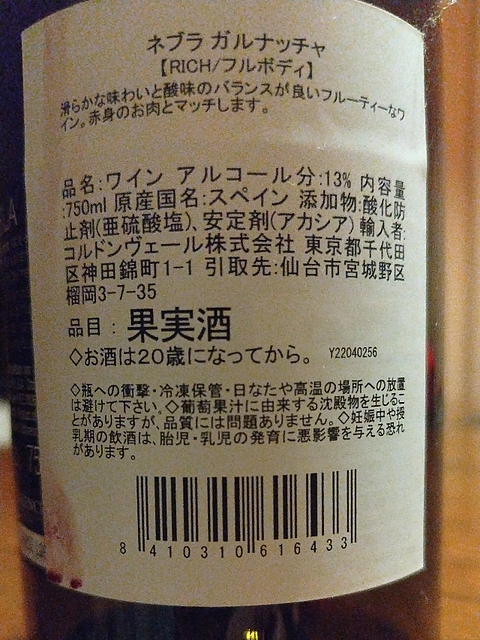 ネブラ ガルナッチャ
【RICH/フルボディ】
滑らかな味わいと酸味のバランスが良いフルーティーなワ
イン。赤身のお肉とマッチします。
品名:ワイン アルコール分:13% 内容量
:750ml 原産国名:スペイン 添加物:酸化防
止剤(亜硫酸塩)、安定剤(アカシア) 輸入者:
コルドンヴェール株式会社 東京都千代田
区神田錦町1-1 引取先:仙台市宮城野区
榴岡3-7-35
品目：果実酒
◇お酒は20歳になってから。 Y22040256
◇瓶への衝撃・冷凍保管・日なたや高温の場所への放置
は避けて下さい。◇葡萄果汁に由来する沈殿物を生じるこ
とがありますが、品質には問題ありません。◇妊娠中や授
乳期の飲酒は、胎児・乳児の発育に悪影響を与える恐れ
があります。
8 410310 616433